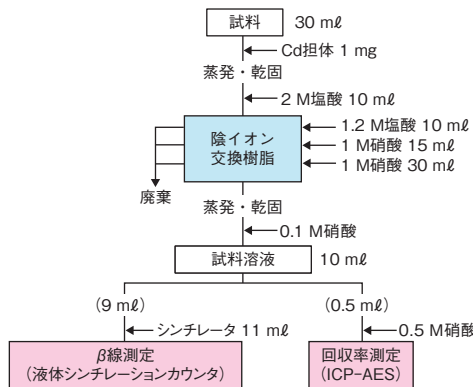 試料 30 mℓ
Cd担体 1 mg
蒸発・乾固
2 M塩酸 10 mℓ
陰イオン
交換樹脂
1.2 M塩酸 10 mℓ
1 M硝酸 15 mℓ
1 M硝酸 30 mℓ
廃棄
蒸発・乾固
0.1 M硝酸
試料溶液 10 mℓ
(9 mℓ)
(0.5 mℓ)
シンチレータ 11 mℓ
0.5 M硝酸
β線測定
(液体シンチレーションカウンタ)
回収率測定
(ICP-AES)